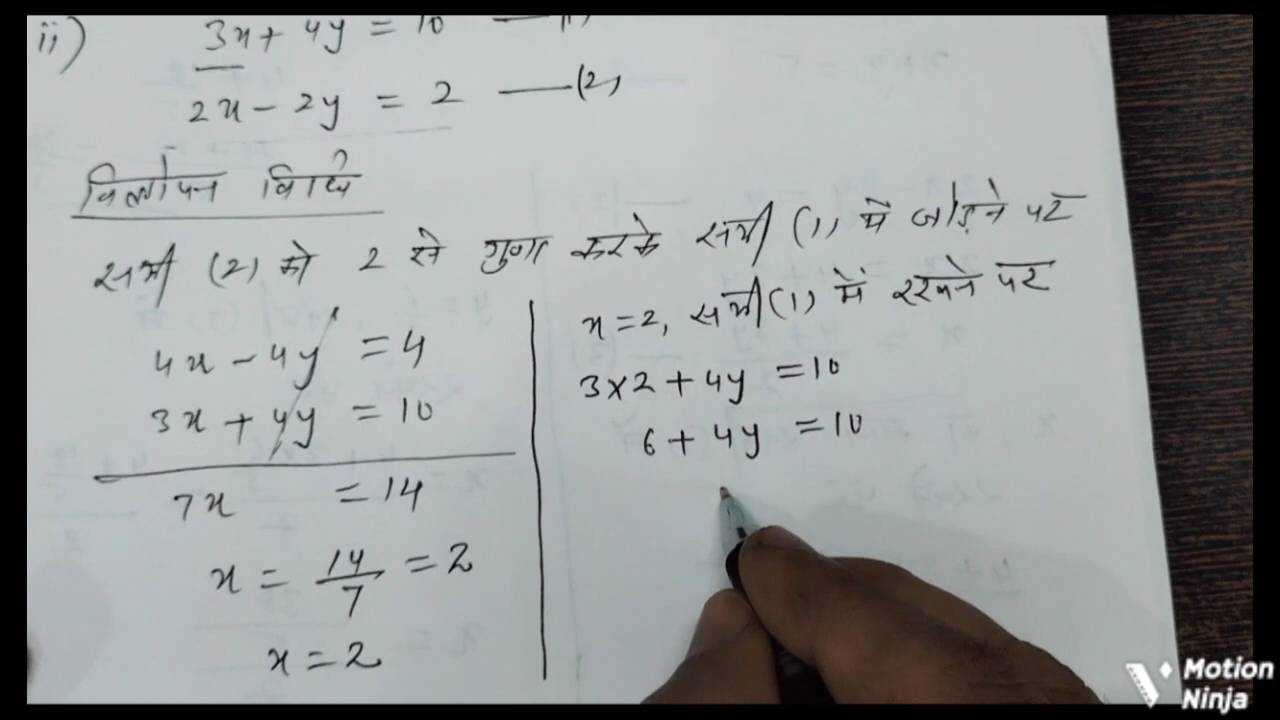 ii) 3x + 4y = 10 —(1)
2x - 2y = 2 —(2)
विलोपन विधि
समी (2) को 2 से गुणा करके समी (1) में जोड़ने पर
4x - 4y = 4
3x + 4y = 10
7x = 14
x = 14/7 = 2
x = 2
x = 2, समी (1) में रखने पर
3 × 2 + 4y = 10
6 + 4y = 10
Motion
Ninja